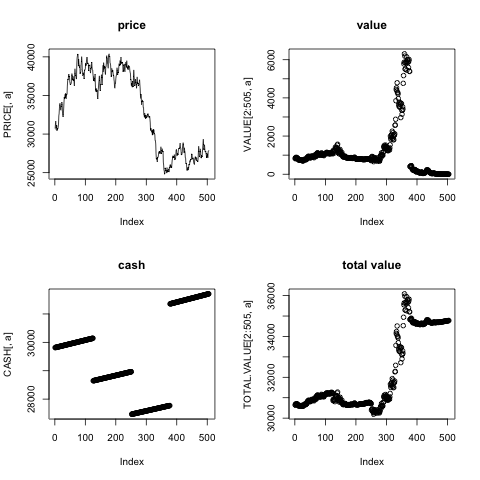 price
PRICE[, a]
40000
35000
30000
25000
0 100 200 300 400 500
Index
value
VALUE[2:505, a]
6000
4000
2000
0
0 100 200 300 400 500
Index
cash
CASH[, a]
30000
28000
0 100 200 300 400 500
Index
total value
TOTAL.VALUE[2:505, a]
36000
34000
32000
30000
0 100 200 300 400 500
Index